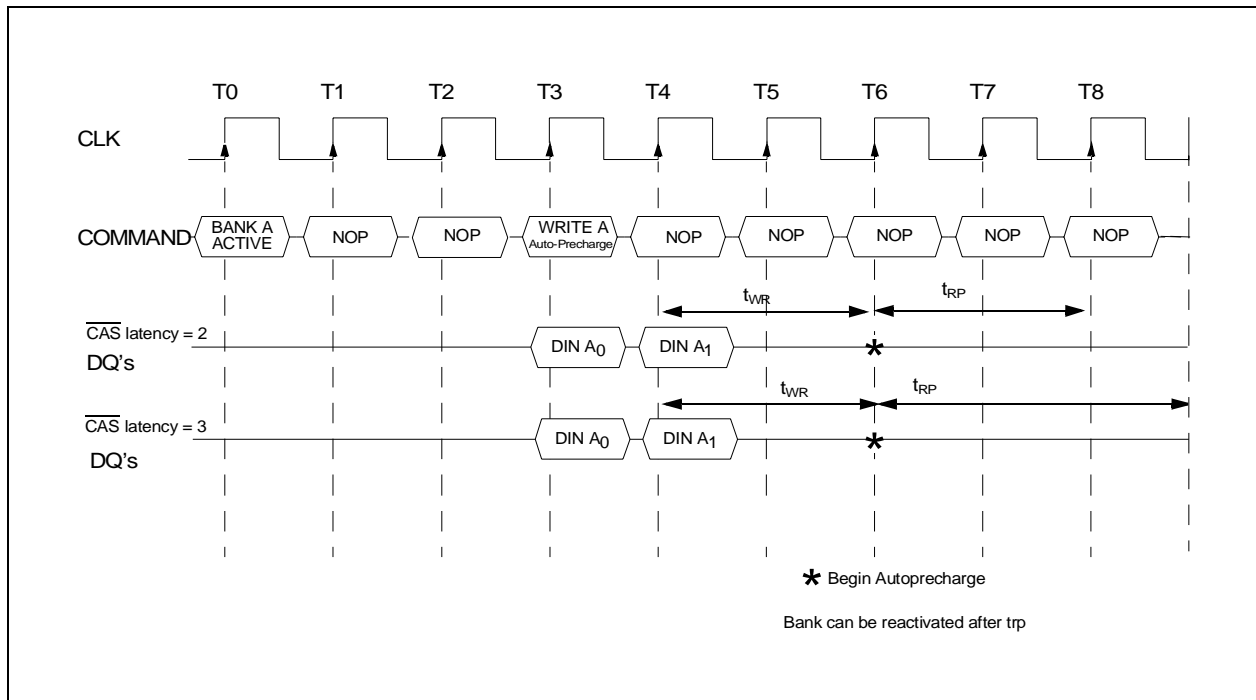 T0 T1 T2 T3 T4 T5 T6 T7 T8
CLK
COMMAND
BANK A
ACTIVE
NOP
NOP
WRITE A
Auto-Precharge
NOP
NOP
NOP
NOP
NOP
tWR
tRP
CAS latency = 2
DQ's
DIN A0
DIN A1
*
tWR
tRP
CAS latency = 3
DQ's
DIN A0
DIN A1
*
* Begin Autoprecharge
Bank can be reactivated after trp